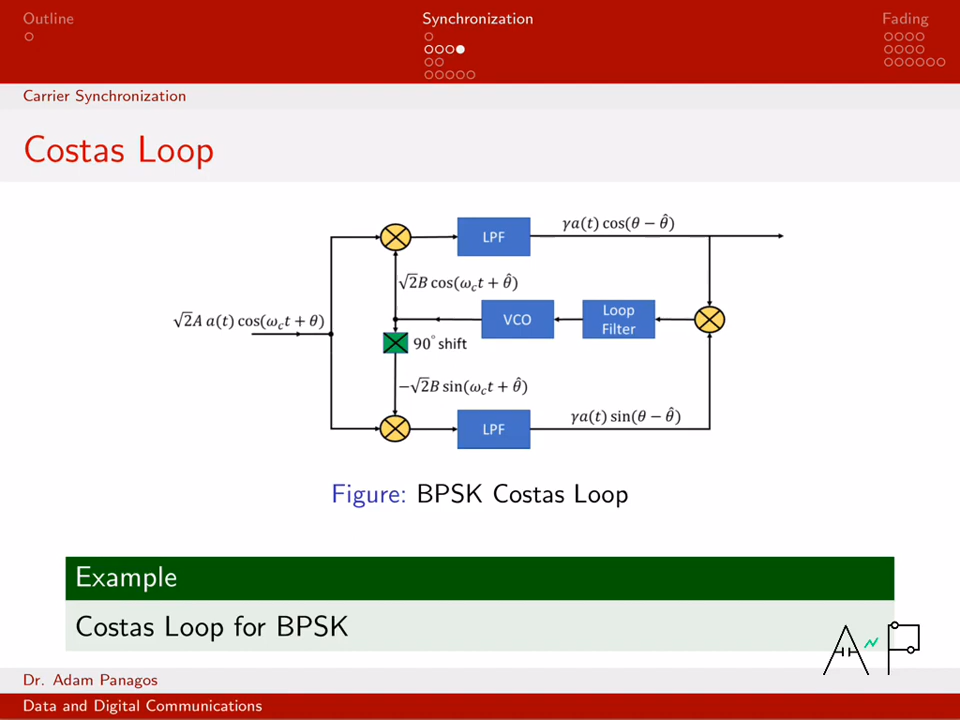 Outline
Synchronization
Fading
Carrier Synchronization
Costas Loop
γa(t) cos(θ − θ̂)
LPF
√2B cos(ω_c t + θ̂)
√2A a(t) cos(ω_c t + θ)
VCO
Loop
Filter
90° shift
−√2B sin(ω_c t + θ̂)
γa(t) sin(θ − θ̂)
LPF
Figure: BPSK Costas Loop
Example
Costas Loop for BPSK
Dr. Adam Panagos
Data and Digital Communications